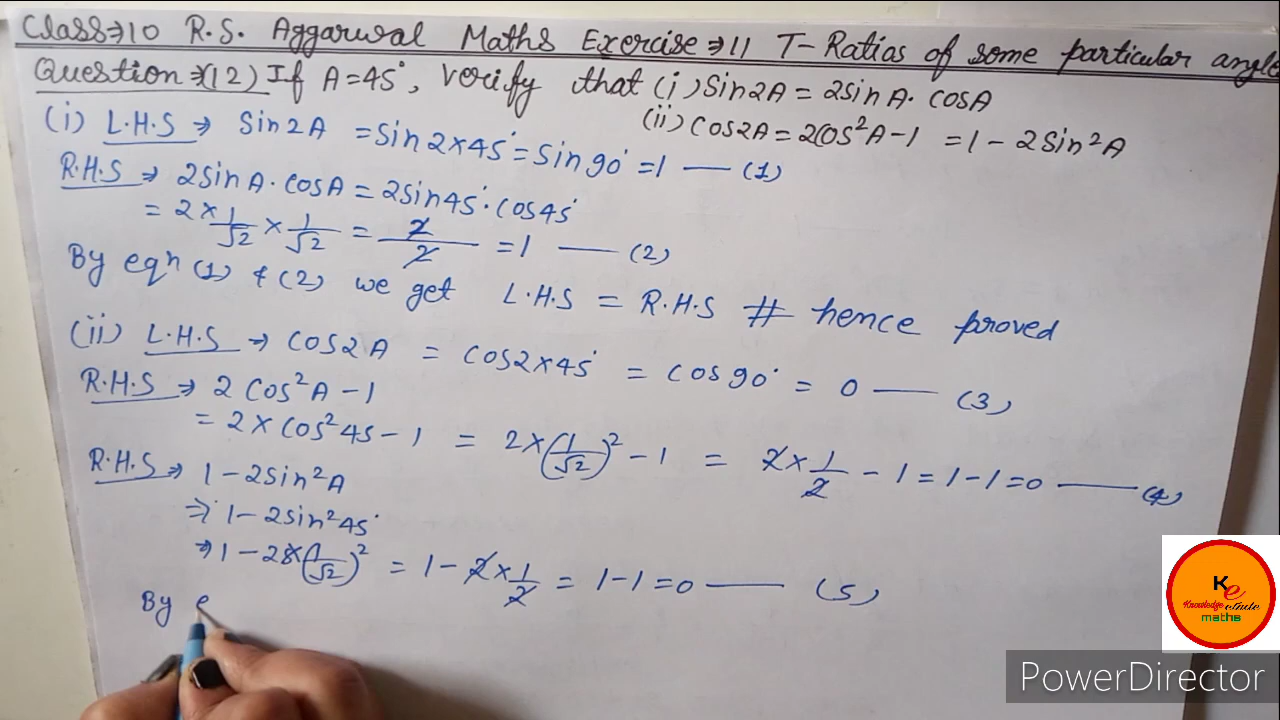 Class⇒10 R.S. Aggarwal Maths Exercise⇒11 T-Ratios of some particular angle
Question⇒(12) If A=45°, Verify that (i) Sin2A = 2sinA. cosA
(ii) cos2A = 2cos²A-1 = 1-2sin²A
(i) L.H.S → Sin2A = sin 2×45° = sin90° = 1 — (1)
R.H.S → 2sinA.cosA = 2sin45°.cos45°
= 2×1/√2 × 1/√2 = 2/2 = 1 — (2)
By eqn (1) & (2) we get L.H.S = R.H.S # hence proved
(ii) L.H.S → cos2A = cos2×45° = cos90° = 0 — (3)
R.H.S → 2cos²A-1
= 2×cos²45-1 = 2×(1/√2)²-1 = 2×1/2-1 = 1-1=0 — (4)
R.H.S → 1-2sin²A
⇒ 1-2sin²45°
⇒ 1-2×(1/√2)² = 1-2×1/2 = 1-1=0 — (5)
By e
Ke
Knowledge etude
maths
PowerDirector